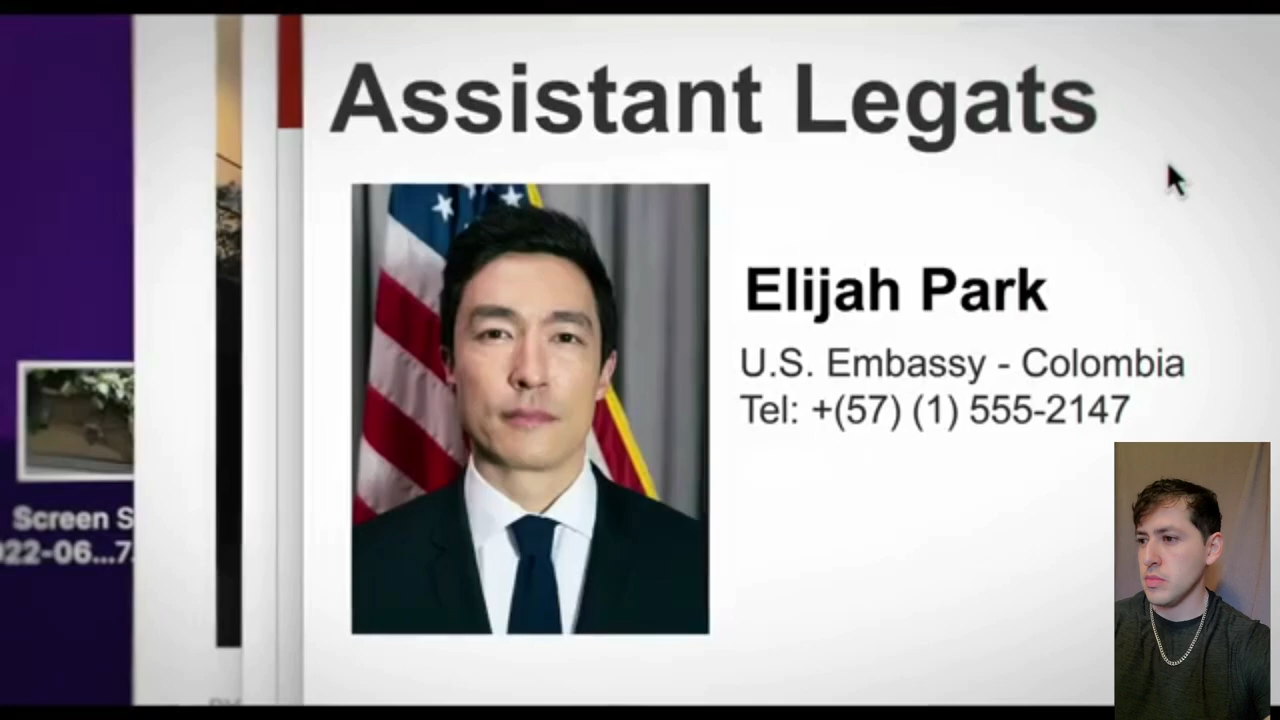 Assistant Legats
Elijah Park
U.S. Embassy - Colombia
Tel: +(57) (1) 555-2147
Screen S
022-06...7.